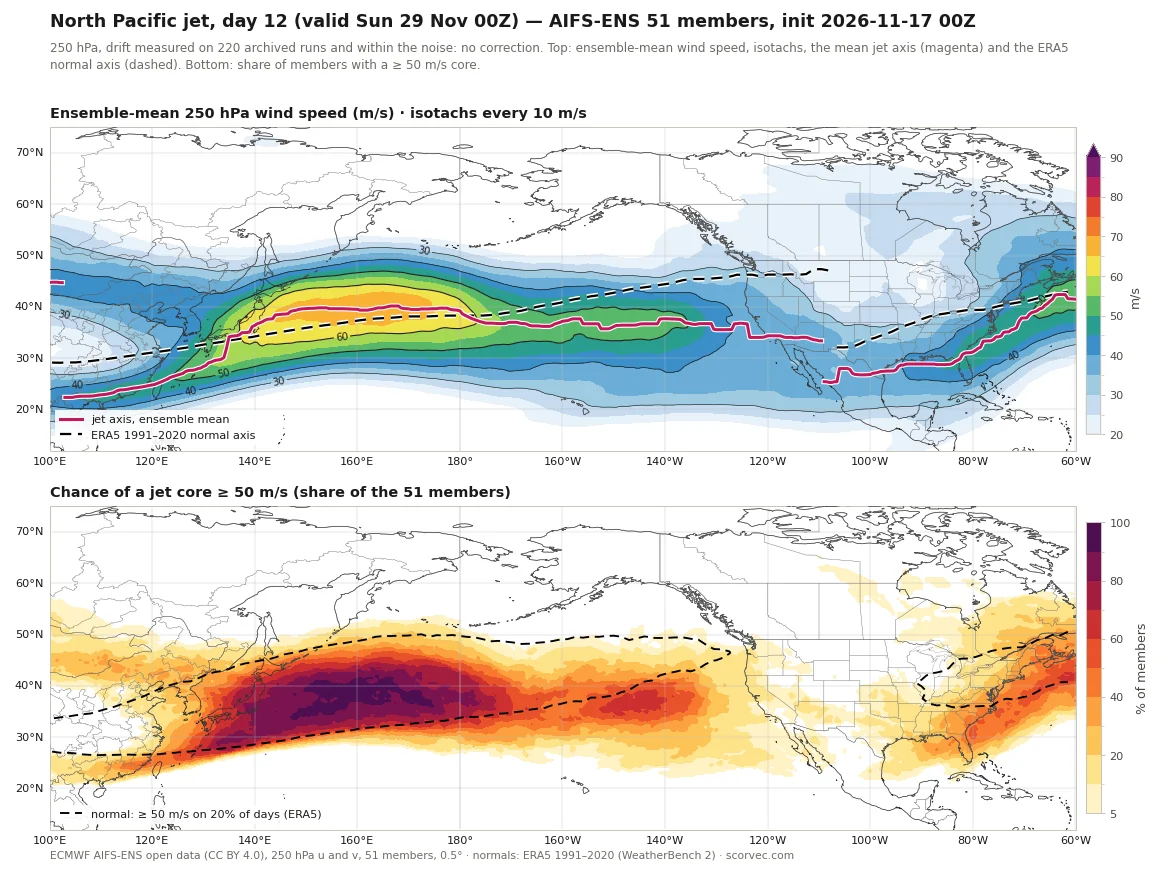 North Pacific jet, day 12 (valid Sun 29 Nov 00Z) — AIFS-ENS 51 members, init 2026-11-17 00Z
250 hPa, drift measured on 220 archived runs and within the noise: no correction. Top: ensemble-mean wind speed, isotachs, the mean jet axis (magenta) and the ERA5
normal axis (dashed). Bottom: share of members with a ≥ 50 m/s core.
Ensemble-mean 250 hPa wind speed (m/s) · isotachs every 10 m/s
70°N
60°N
50°N
40°N
30°N
20°N
30
30
40
50
40
60
30
40
90
80
70
60
50
40
30
20
m/s
jet axis, ensemble mean
ERA5 1991–2020 normal axis
100°E 120°E 140°E 160°E 180° 160°W 140°W 120°W 100°W 80°W 60°W
Chance of a jet core ≥ 50 m/s (share of the 51 members)
70°N
60°N
50°N
40°N
30°N
20°N
100
80
60
40
20
5
% of members
normal: ≥ 50 m/s on 20% of days (ERA5)
100°E 120°E 140°E 160°E 180° 160°W 140°W 120°W 100°W 80°W 60°W
ECMWF AIFS-ENS open data (CC BY 4.0), 250 hPa u and v, 51 members, 0.5° · normals: ERA5 1991–2020 (WeatherBench 2) · scorvec.com